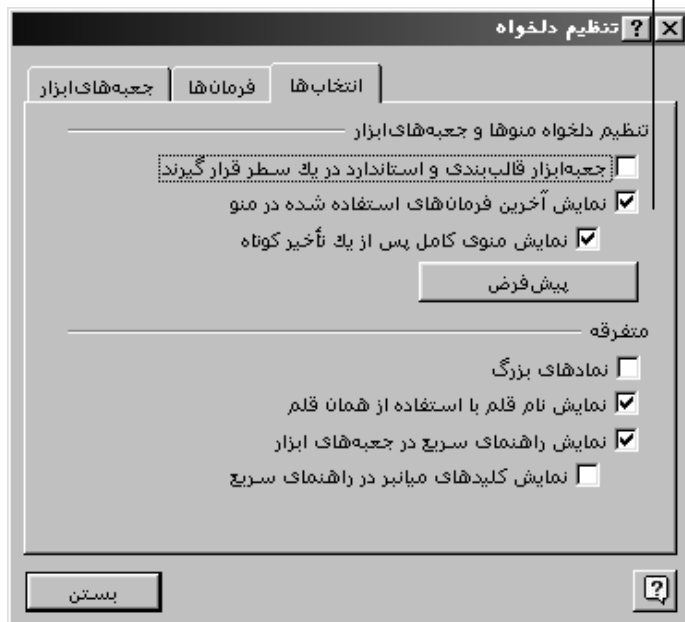 تنظیم دلخواه
انتخاب‌ها فرمان‌ها جعبه‌های‌ابزار
تنظیم دلخواه منوها و جعبه‌های‌ابزار
جعبه‌ابزار قالب‌بندی و استاندارد در یك سطر قرار گیرند
نمایش آخرین فرمان‌های استفاده شده در منو
نمایش منوی کامل پس از یك تأخیر کوتاه
پیش‌فرض
متفرقه
نمادهای بزرگ
نمایش نام قلم با استفاده از همان قلم
نمایش راهنمای سریع در جعبه‌های ابزار
نمایش کلیدهای میانبر در راهنمای سریع
بستن